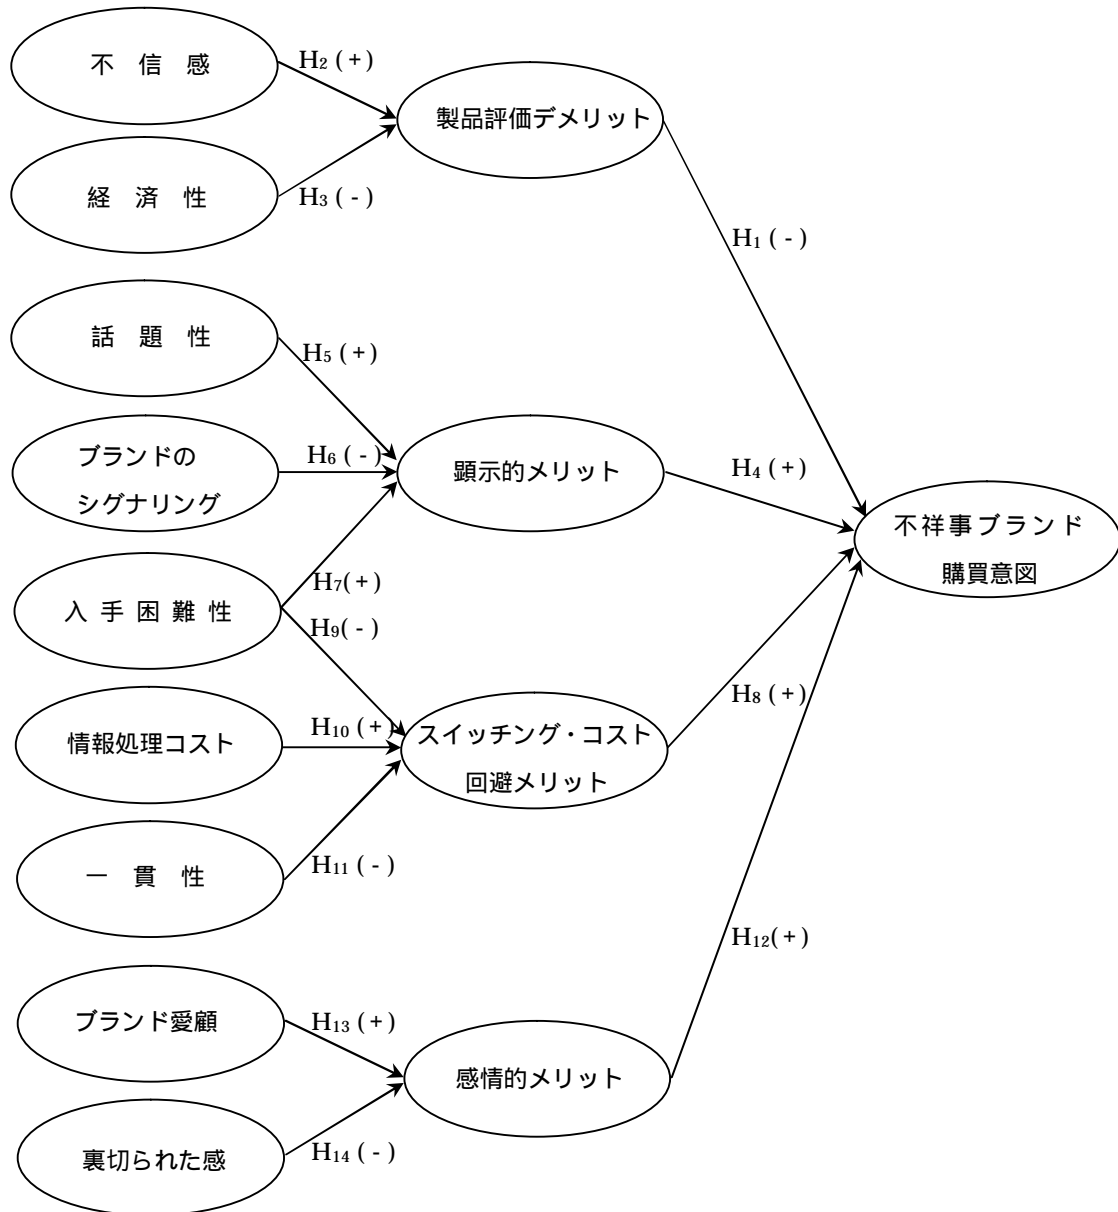 不信感
H2 (+)
製品評価デメリット
経済性
H3 (-)
H1 (-)
話題性
H5 (+)
ブランドの
シグナリング
H6 (-)
顕示的メリット
H4 (+)
不祥事ブランド
購買意図
入手困難性
H7(+)
H9(-)
情報処理コスト
H10 (+)
スイッチング・コスト
回避メリット
H8 (+)
一貫性
H11 (-)
H12(+)
ブランド愛顧
H13 (+)
感情的メリット
裏切られた感
H14 (-)